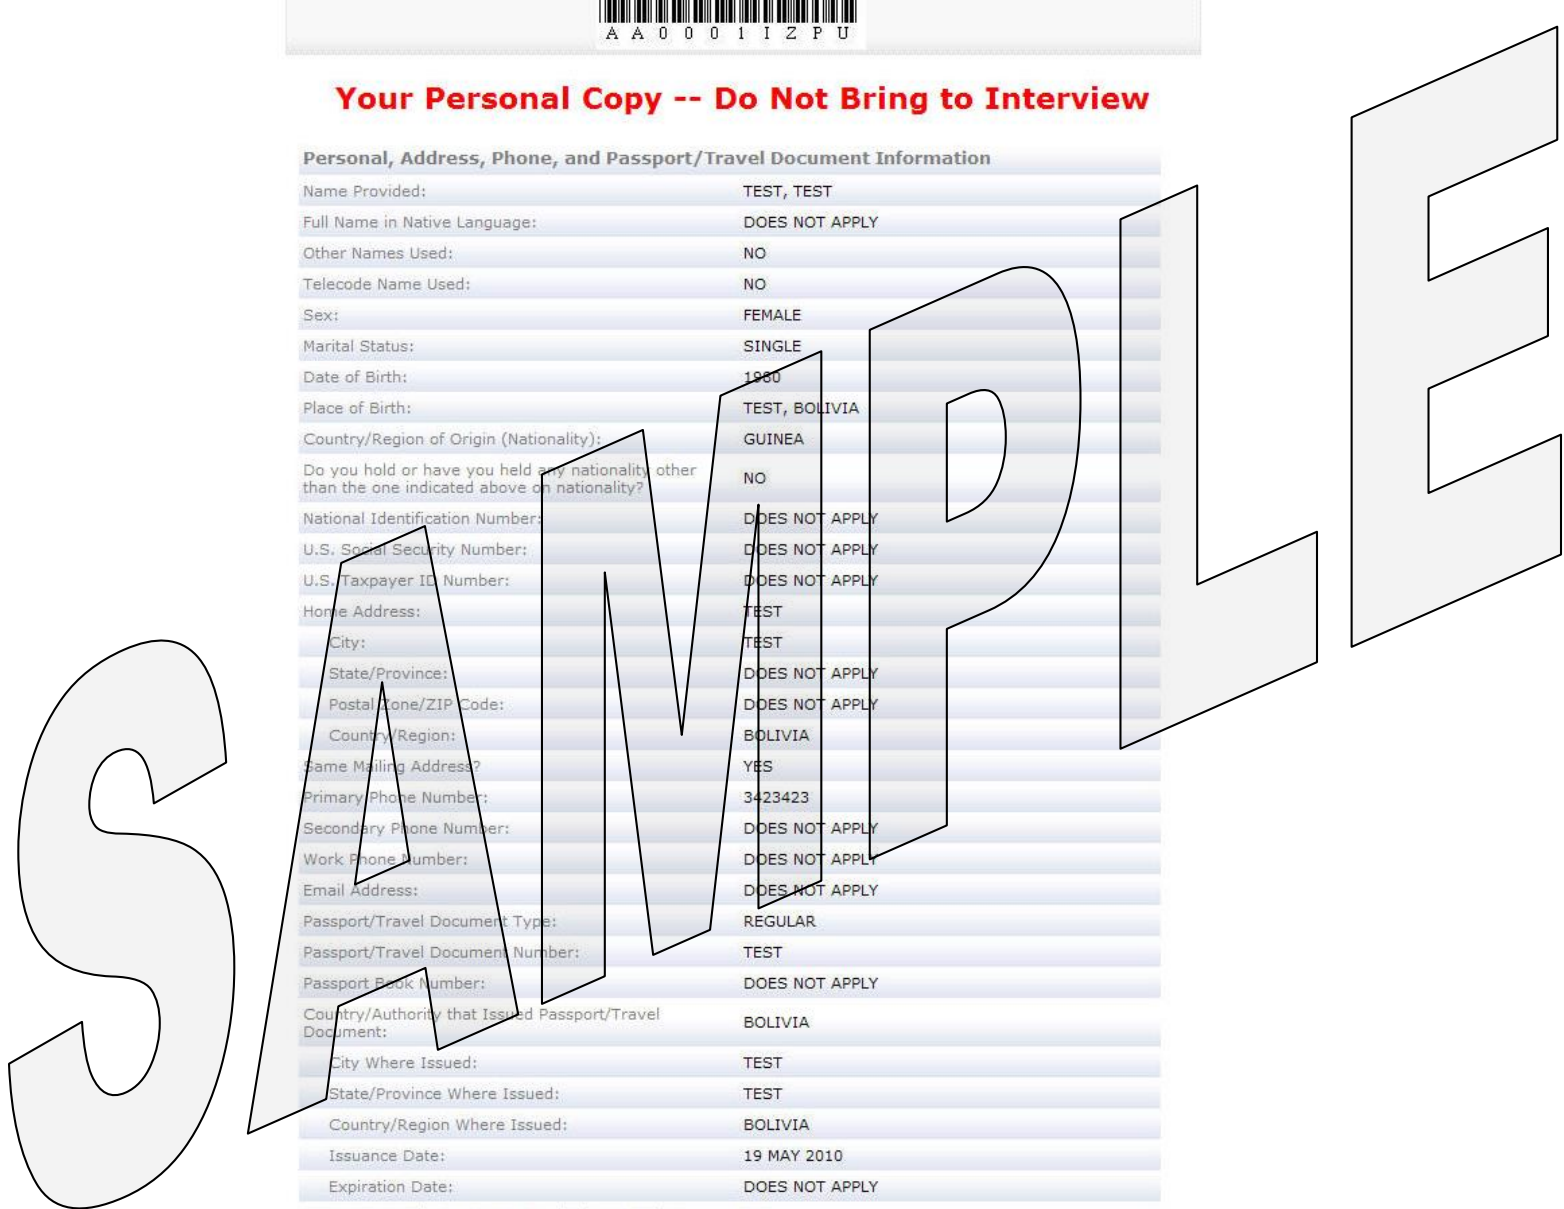 AA0001IZPU
Your Personal Copy -- Do Not Bring to Interview
Personal, Address, Phone, and Passport/Travel Document Information
Name Provided: TEST, TEST
Full Name in Native Language: DOES NOT APPLY
Other Names Used: NO
Telecode Name Used: NO
Sex: FEMALE
Marital Status: SINGLE
Date of Birth: 1980
Place of Birth: TEST, BOLIVIA
Country/Region of Origin (Nationality): GUINEA
Do you hold or have you held any nationality other
than the one indicated above on nationality? NO
National Identification Number: DOES NOT APPLY
U.S. Social Security Number: DOES NOT APPLY
U.S. Taxpayer ID Number: DOES NOT APPLY
Home Address: TEST
City: TEST
State/Province: DOES NOT APPLY
Postal Zone/ZIP Code: DOES NOT APPLY
Country/Region: BOLIVIA
Same Mailing Address? YES
Primary Phone Number: 3423423
Secondary Phone Number: DOES NOT APPLY
Work Phone Number: DOES NOT APPLY
Email Address: DOES NOT APPLY
Passport/Travel Document Type: REGULAR
Passport/Travel Document Number: TEST
Passport Book Number: DOES NOT APPLY
Country/Authority that Issued Passport/Travel
Document: BOLIVIA
City Where Issued: TEST
State/Province Where Issued: TEST
Country/Region Where Issued: BOLIVIA
Issuance Date: 19 MAY 2010
Expiration Date: DOES NOT APPLY
SAMPLE